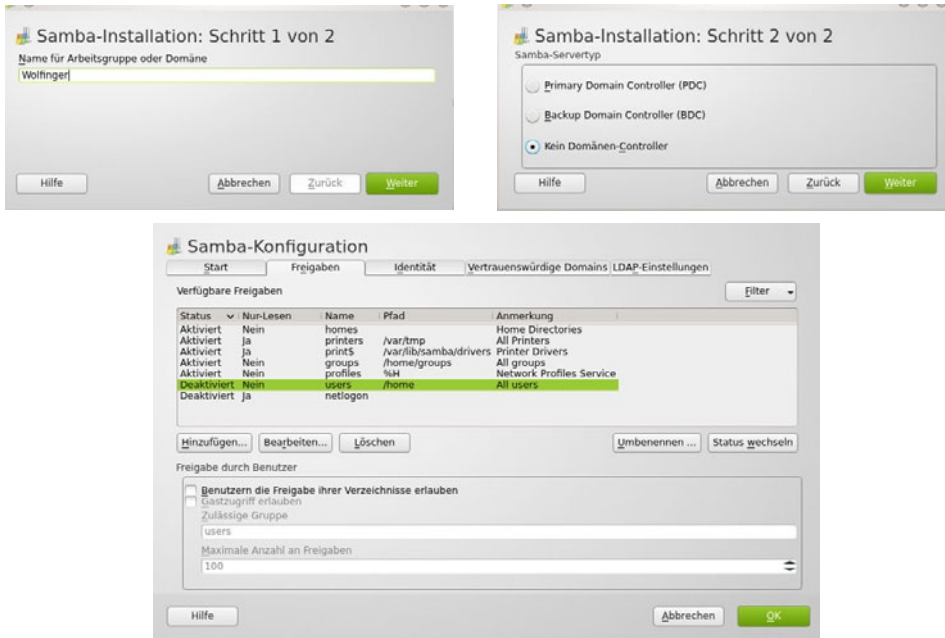 Samba-Installation: Schritt 1 von 2
Name für Arbeitsgruppe oder Domäne
Wolfinger
Hilfe Abbrechen Zurück Weiter
Samba-Installation: Schritt 2 von 2
Samba-Servertyp
Primary Domain Controller (PDC)
Backup Domain Controller (BDC)
Kein Domänen-Controller
Hilfe Abbrechen Zurück Weiter
Samba-Konfiguration
Start Freigaben Identität Vertrauenswürdige Domains LDAP-Einstellungen
Verfügbare Freigaben Filter
Status Nur-Lesen Name Pfad Anmerkung
Aktiviert Nein homes Home Directories
Aktiviert Ja printers /var/tmp All Printers
Aktiviert Ja print$ /var/lib/samba/drivers Printer Drivers
Aktiviert Nein groups /home/groups All groups
Aktiviert Nein profiles %H Network Profiles Service
Deaktiviert Nein users /home All users
Deaktiviert Ja netlogon
Hinzufügen... Bearbeiten... Löschen Umbenennen ... Status wechseln
Freigabe durch Benutzer
Benutzern die Freigabe ihrer Verzeichnisse erlauben
Gastzugriff erlauben
Zulässige Gruppe
users
Maximale Anzahl an Freigaben
100
Hilfe Abbrechen OK